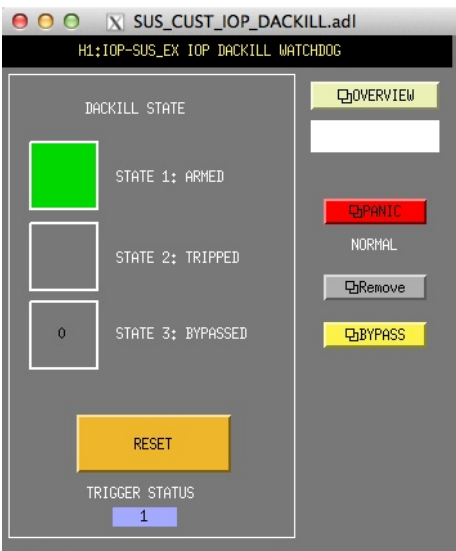 SUS_CUST_IOP_DACKILL.adl
H1:IOP-SUS_EX IOP DACKILL WATCHDOG
DACKILL STATE
OVERVIEW
STATE 1: ARMED
PANIC
NORMAL
STATE 2: TRIPPED
Remove
0 STATE 3: BYPASSED
BYPASS
RESET
TRIGGER STATUS
1